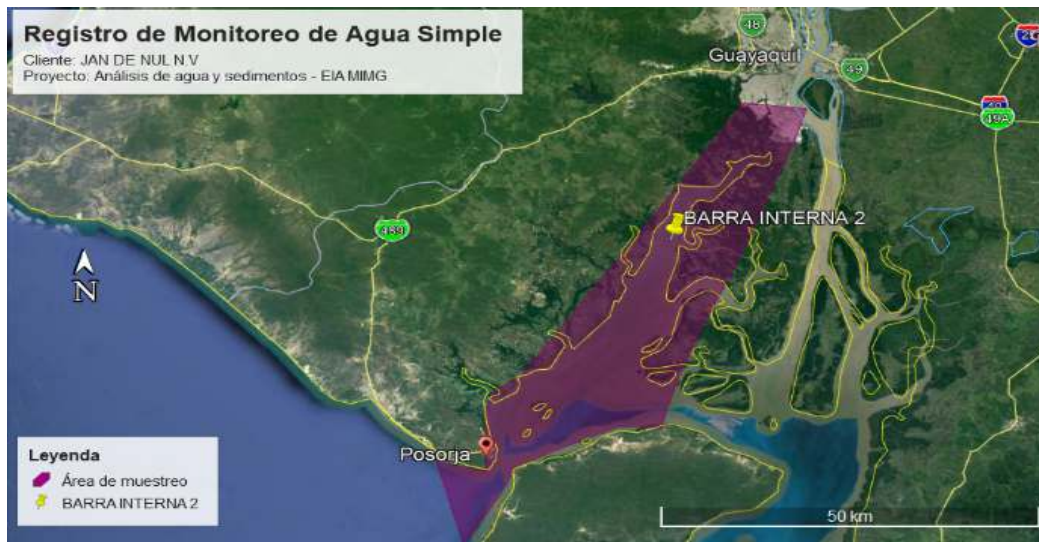 Registro de Monitoreo de Agua Simple
Cliente: JAN DE NUL N.V
Proyecto: Análisis de agua y sedimentos - EIA MIMG
48
Guayaquil
49
49A
BARRA INTERNA 2
489
N
Posorja
Leyenda
Área de muestreo
BARRA INTERNA 2
50 km